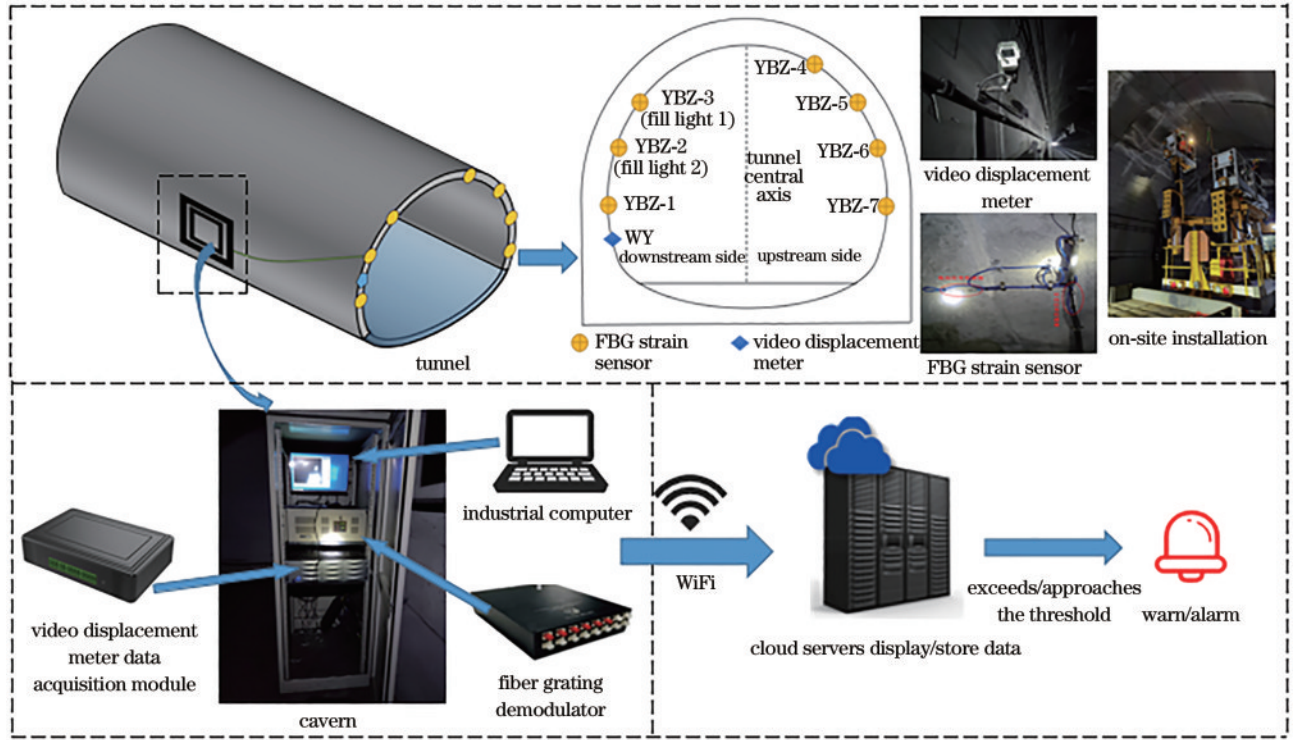 YBZ-4
YBZ-3
(fill light 1)
YBZ-5
YBZ-2
(fill light 2)
tunnel
central
axis
YBZ-6
YBZ-1
YBZ-7
WY
downstream side
upstream side
video displacement
meter
on-site installation
tunnel
FBG strain
sensor
video displacement
meter
FBG strain sensor
industrial computer
video displacement
meter data
acquisition module
cavern
fiber grating
demodulator
WiFi
cloud servers display/store data
exceeds/approaches
the threshold
warn/alarm